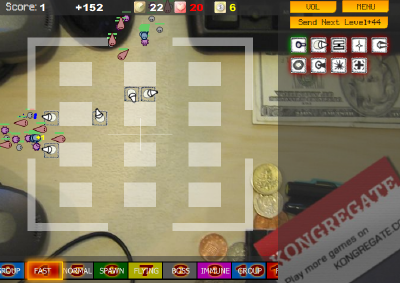 Score: 1 +152 22 20 6
VOL MENU
Send Next Level+44
KONGREGATE
Play more games on
KONGREGATE.CO
GROUP FAST NORMAL SPAWN FLYING BOSS IMMUNE GROUP F